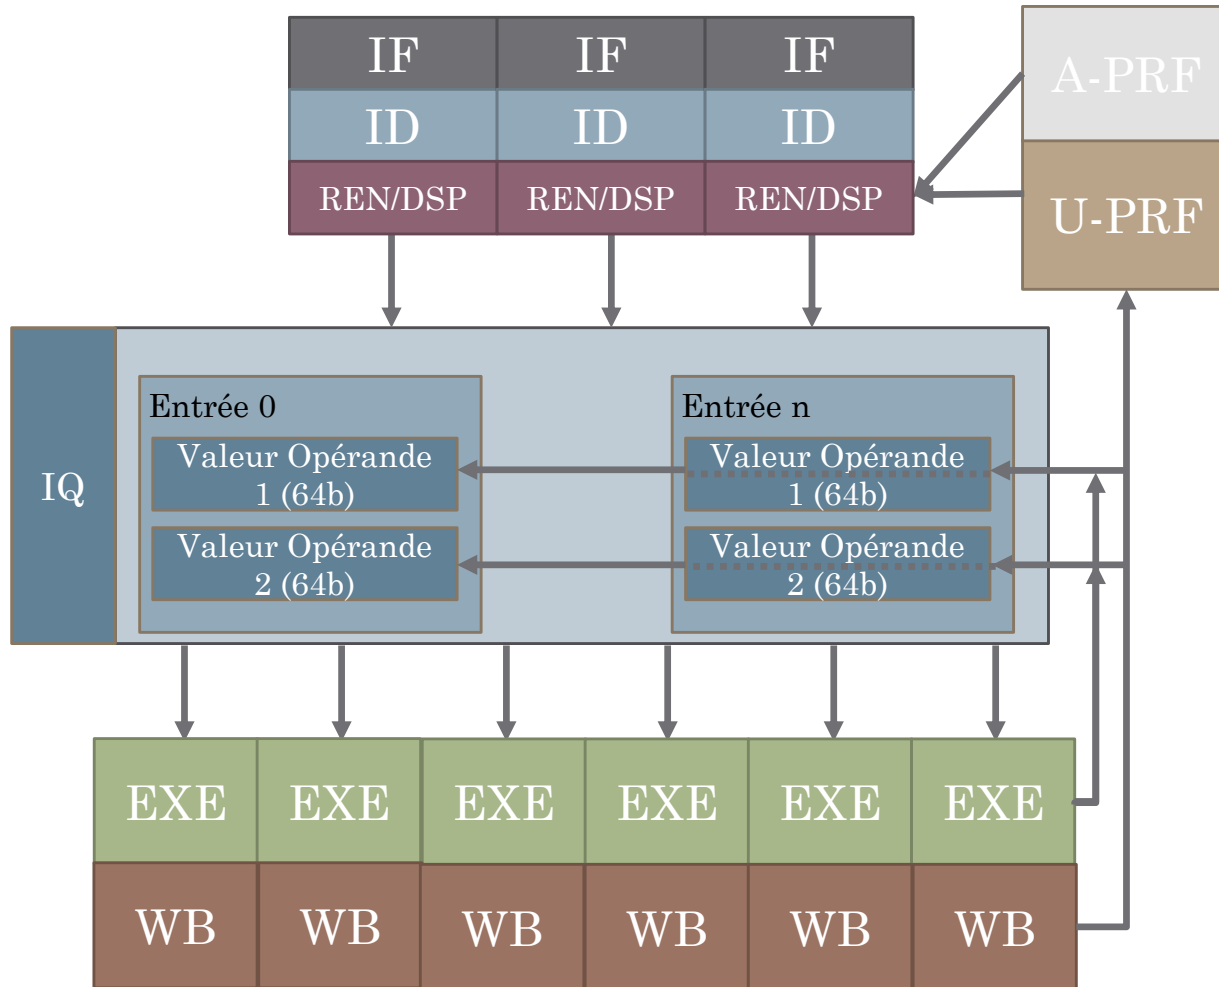 IF IF IF
A-PRF
ID ID ID
REN/DSP REN/DSP REN/DSP
U-PRF
IQ
Entrée 0
Valeur Opérande
1 (64b)
Valeur Opérande
2 (64b)
Entrée n
Valeur Opérande
1 (64b)
Valeur Opérande
2 (64b)
EXE EXE EXE EXE EXE EXE
WB WB WB WB WB WB